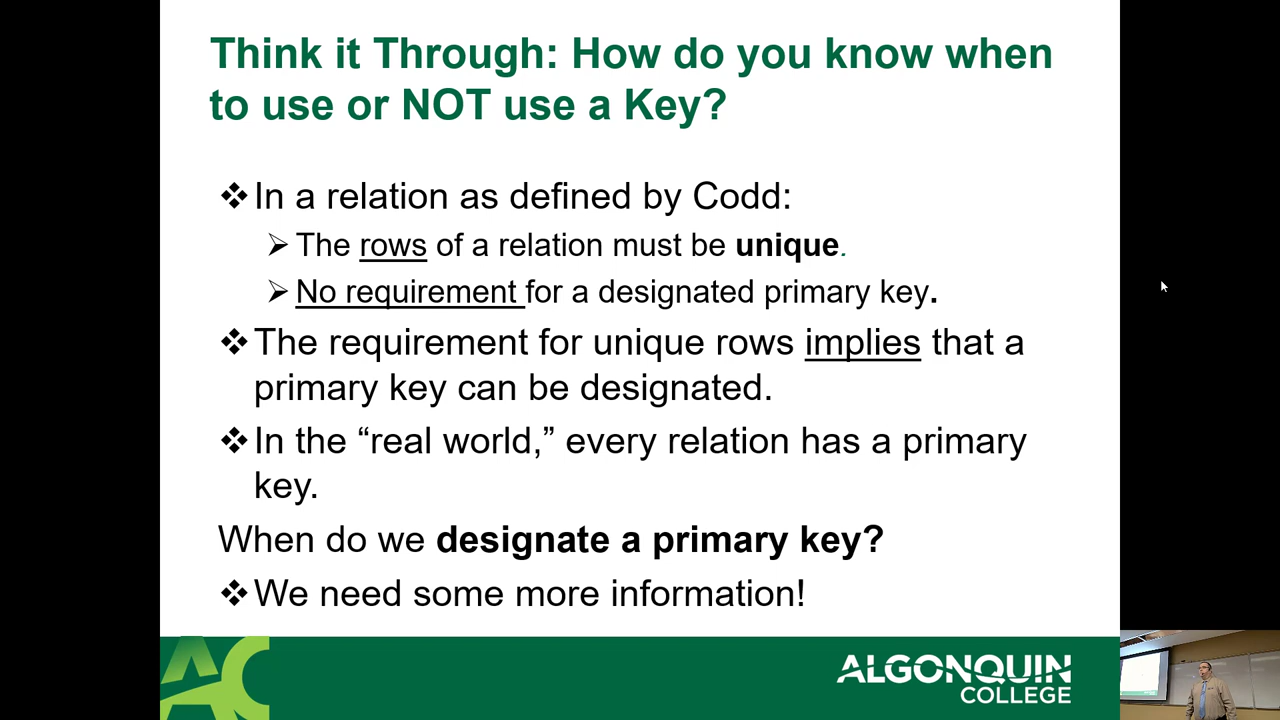 Think it Through: How do you know when
to use or NOT use a Key?
❖In a relation as defined by Codd:
➢The rows of a relation must be unique.
➢No requirement for a designated primary key.
❖The requirement for unique rows implies that a
primary key can be designated.
❖In the “real world,” every relation has a primary
key.
When do we designate a primary key?
❖We need some more information!
AC
ALGONQUIN
COLLEGE